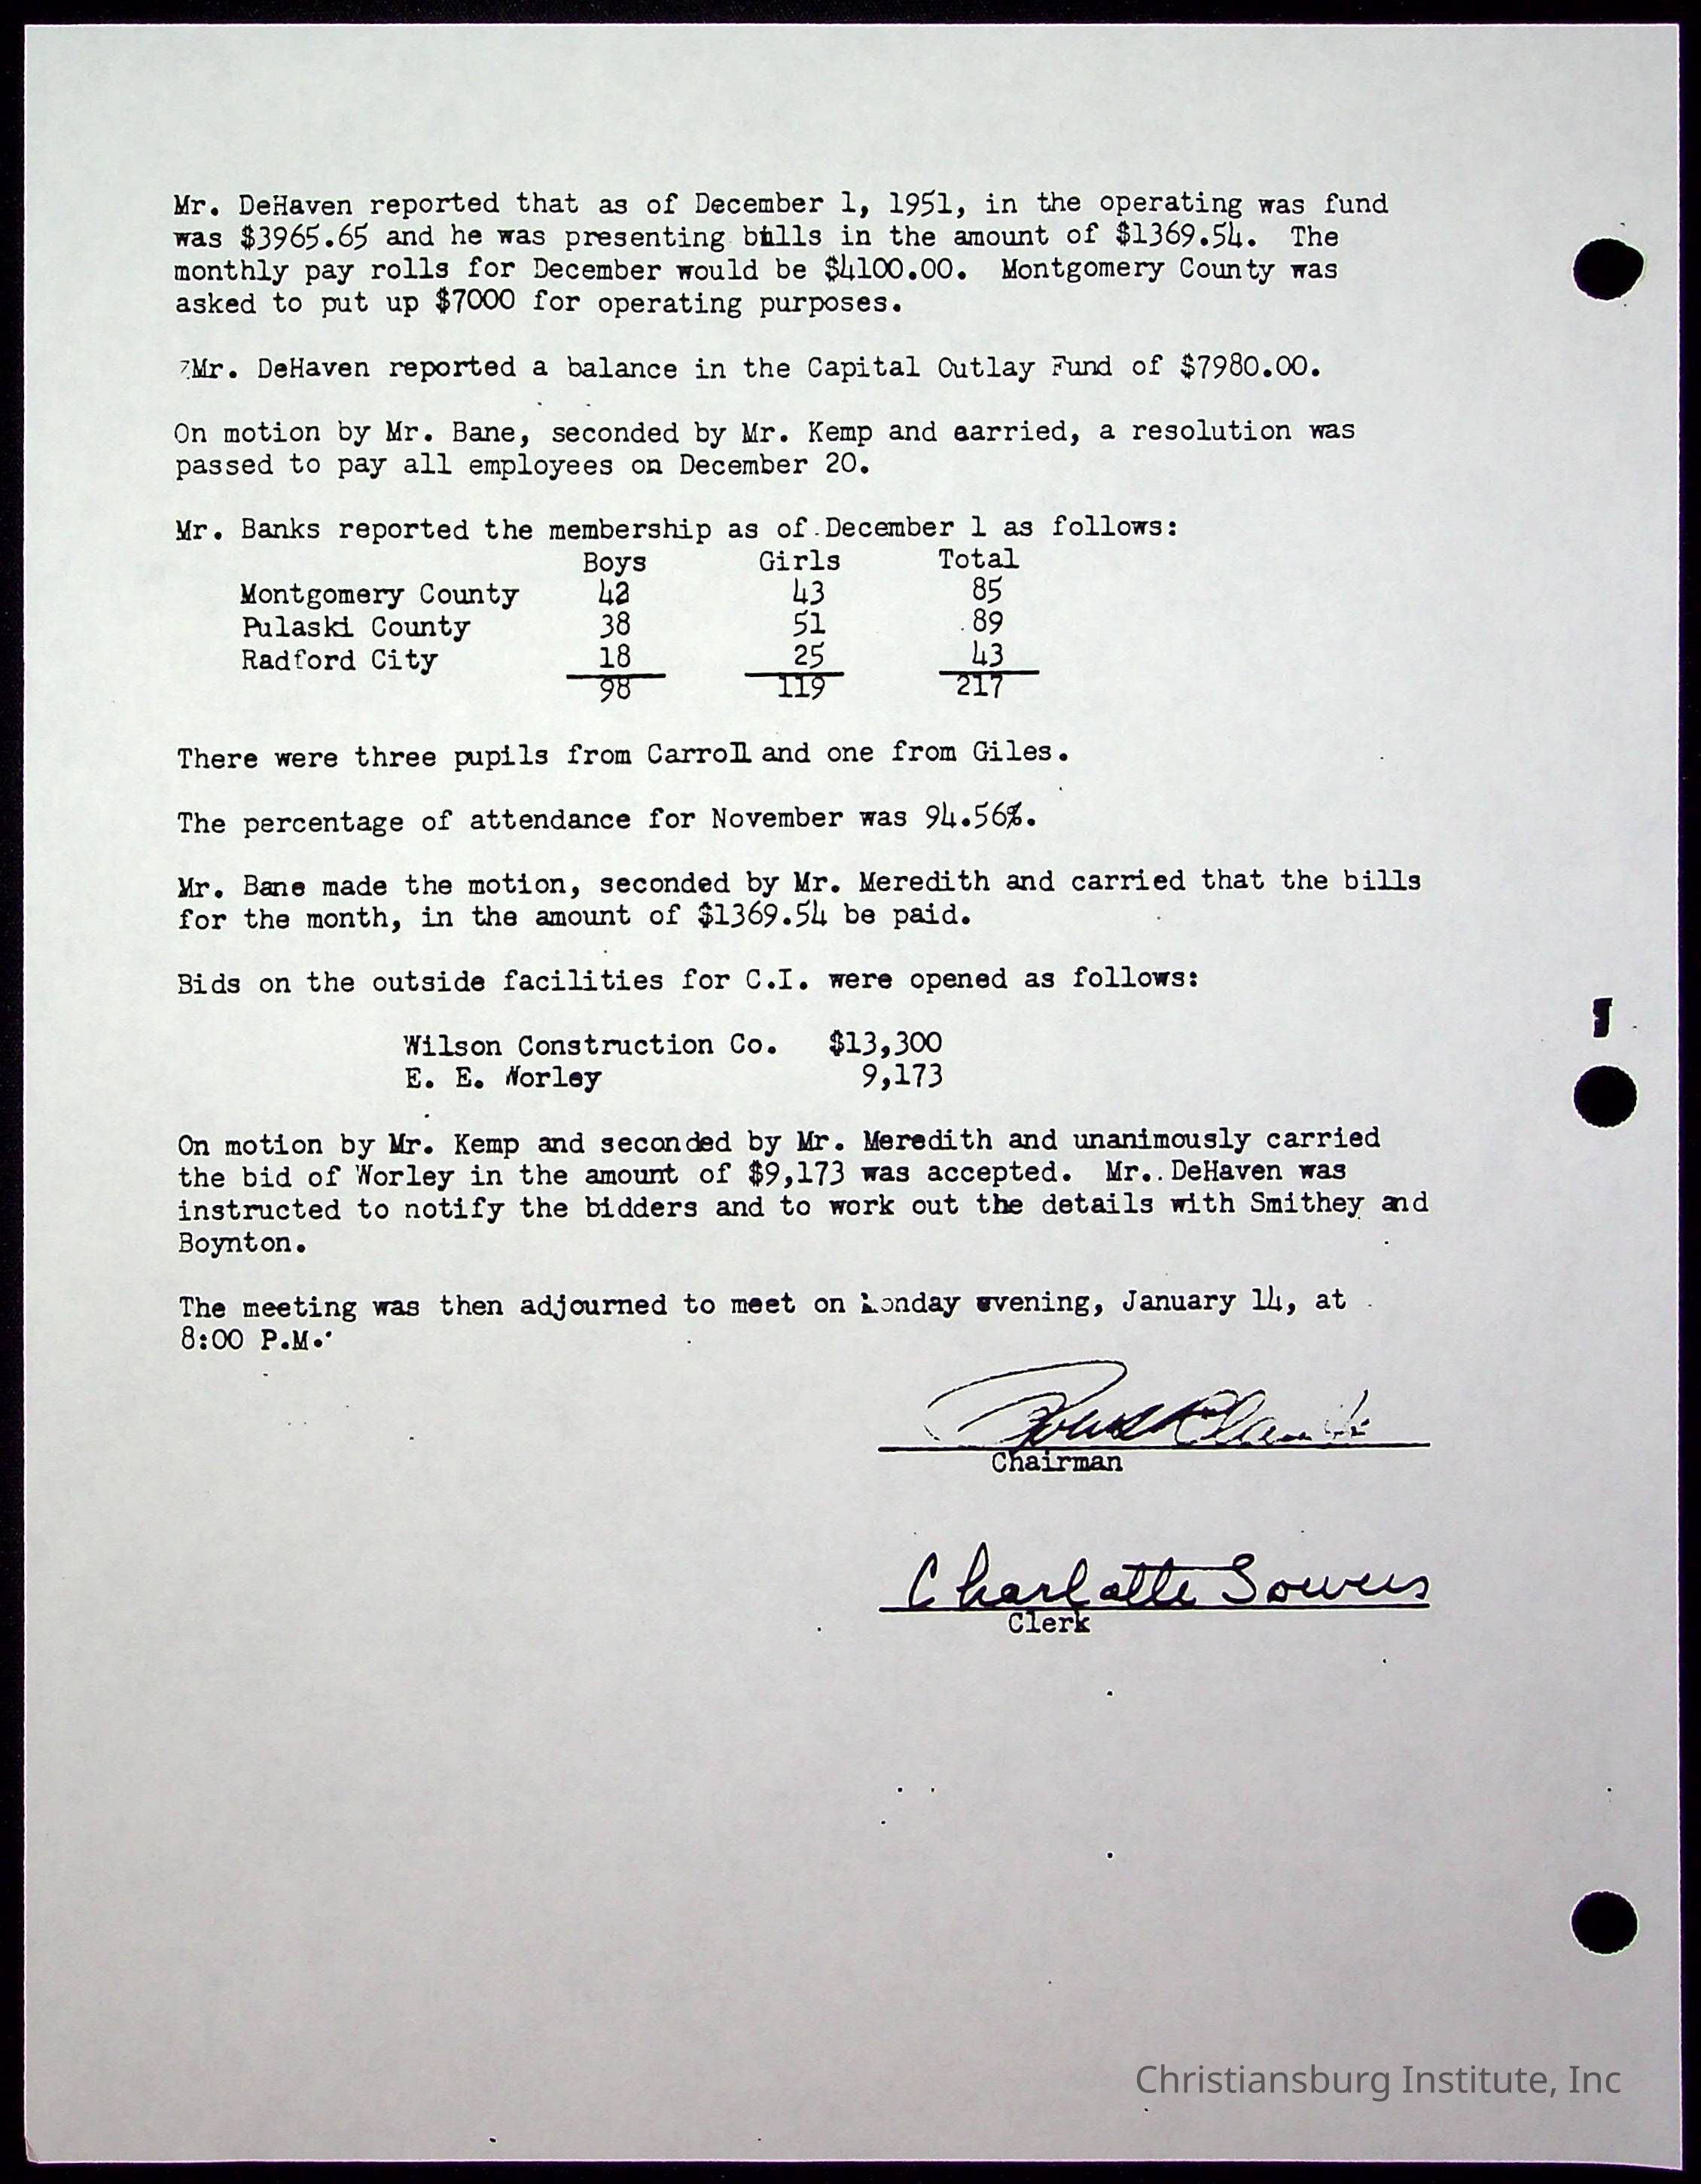 Mr. DeHaven reported that as of December 1, 1951, in the operating was fund
was $3965.65 and he was presenting bills in the amount of $1369.54. The
monthly pay rolls for December would be $4100.00. Montgomery County was
asked to put up $7000 for operating purposes.
Mr. DeHaven reported a balance in the Capital Outlay Fund of $7980.00.
On motion by Mr. Bane, seconded by Mr. Kemp and aarried, a resolution was
passed to pay all employees on December 20.
Mr. Banks reported the membership as of December 1 as follows:
Boys Girls Total
Montgomery County 42 43 85
Pulaski County 38 51 89
Radford City 18 25 43
98 119 217
There were three pupils from Carroll and one from Giles.
The percentage of attendance for November was 94.56%.
Mr. Bane made the motion, seconded by Mr. Meredith and carried that the bills
for the month, in the amount of $1369.54 be paid.
Bids on the outside facilities for C.I. were opened as follows:
Wilson Construction Co. $13,300
E. E. Worley 9,173
On motion by Mr. Kemp and seconded by Mr. Meredith and unanimously carried
the bid of Worley in the amount of $9,173 was accepted. Mr. DeHaven was
instructed to notify the bidders and to work out the details with Smithey and
Boynton.
The meeting was then adjourned to meet on Monday evening, January 14, at
8:00 P.M.
Chairman
Charlotte Sowers
Clerk
Christiansburg Institute, Inc